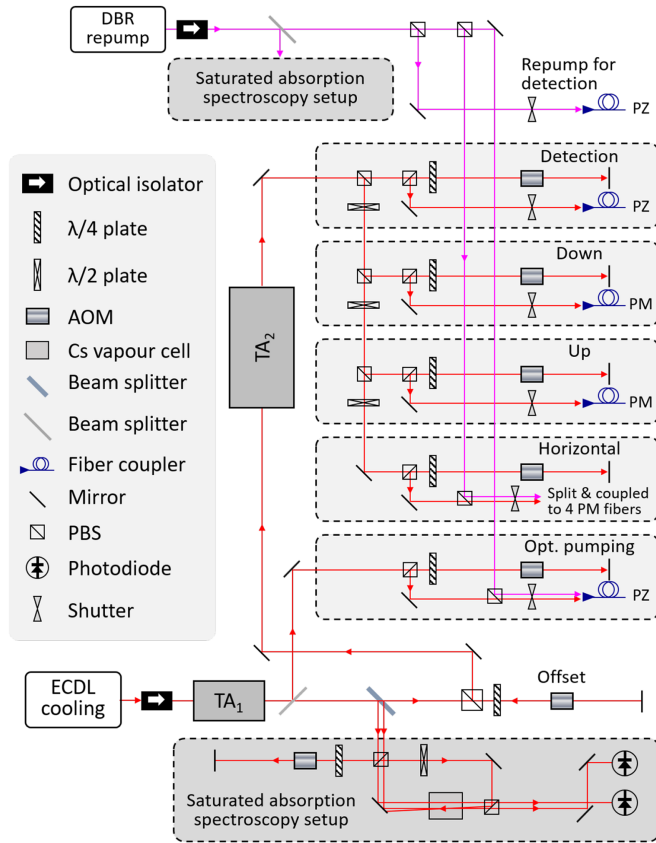 DBR
repump
Saturated absorption
spectroscopy setup
Repump for
detection
PZ
Optical isolator
λ/4 plate
λ/2 plate
AOM
Cs vapour cell
Beam splitter
Beam splitter
Fiber coupler
Mirror
PBS
Photodiode
Shutter
TA2
Detection
PZ
Down
PM
Up
PM
Horizontal
Split & coupled
to 4 PM fibers
Opt. pumping
PZ
ECDL
cooling
TA1
Offset
Saturated absorption
spectroscopy setup